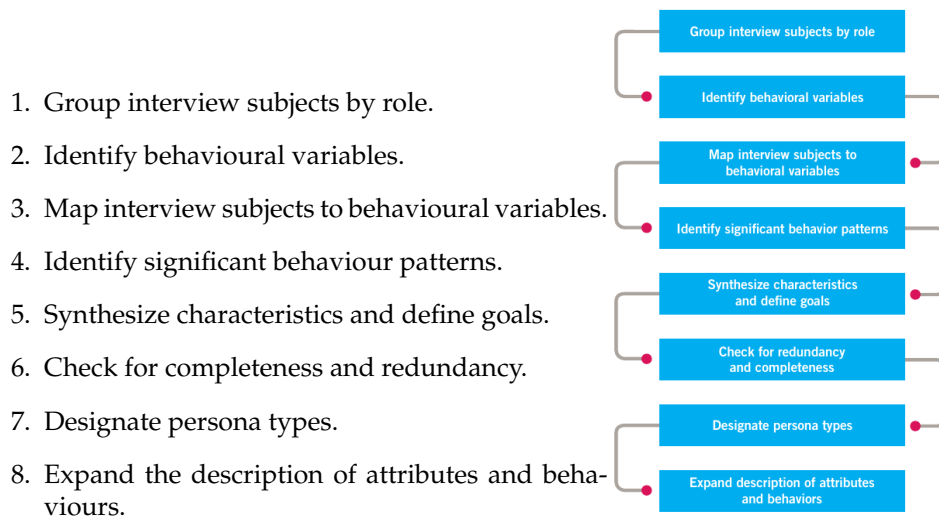 1. Group interview subjects by role.
2. Identify behavioural variables.
3. Map interview subjects to behavioural variables.
4. Identify significant behaviour patterns.
5. Synthesize characteristics and define goals.
6. Check for completeness and redundancy.
7. Designate persona types.
8. Expand the description of attributes and beha-
viours.
Group interview subjects by role
Identify behavioral variables
Map interview subjects to
behavioral variables
Identify significant behavior patterns
Synthesize characteristics
and define goals
Check for redundancy
and completeness
Designate persona types
Expand description of attributes
and behaviors